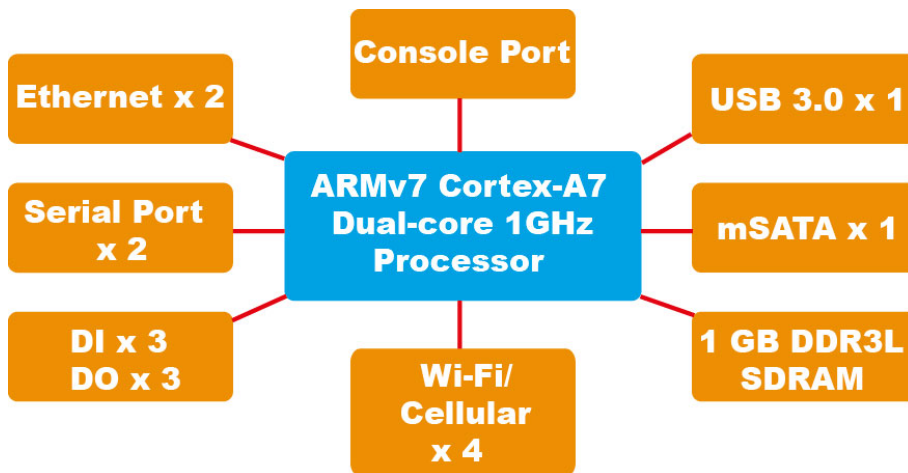 Console Port
Ethernet x 2
USB 3.0 x 1
ARMv7 Cortex-A7
Dual-core 1GHz
Processor
Serial Port
x 2
mSATA x 1
DI x 3
DO x 3
Wi-Fi/
Cellular
x 4
1 GB DDR3L
SDRAM